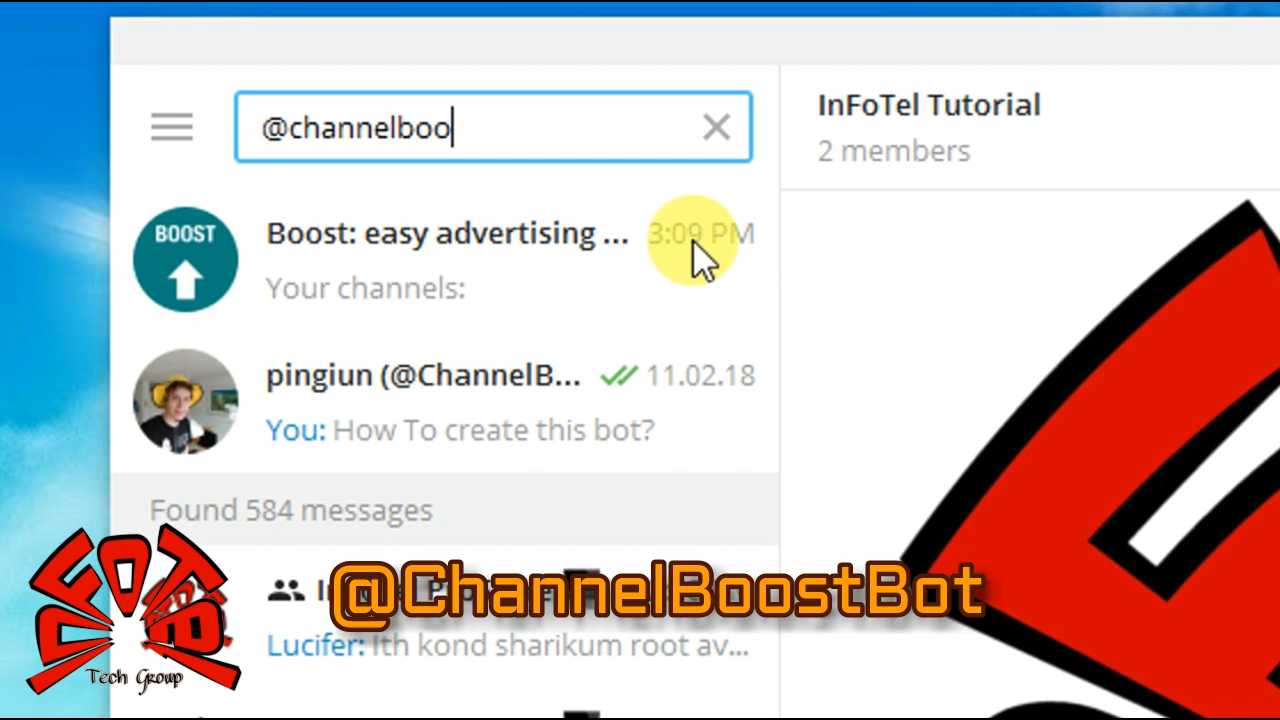 @channelboo
InFoTel Tutorial
2 members
BOOST
Boost: easy advertising ...
3:09 PM
Your channels:
pingiun (@ChannelB...
11.02.18
You: How To create this bot?
Found 584 messages
@ChannelBoostBot
Lucifer: Ith kond sharikum root av...
Tech Group